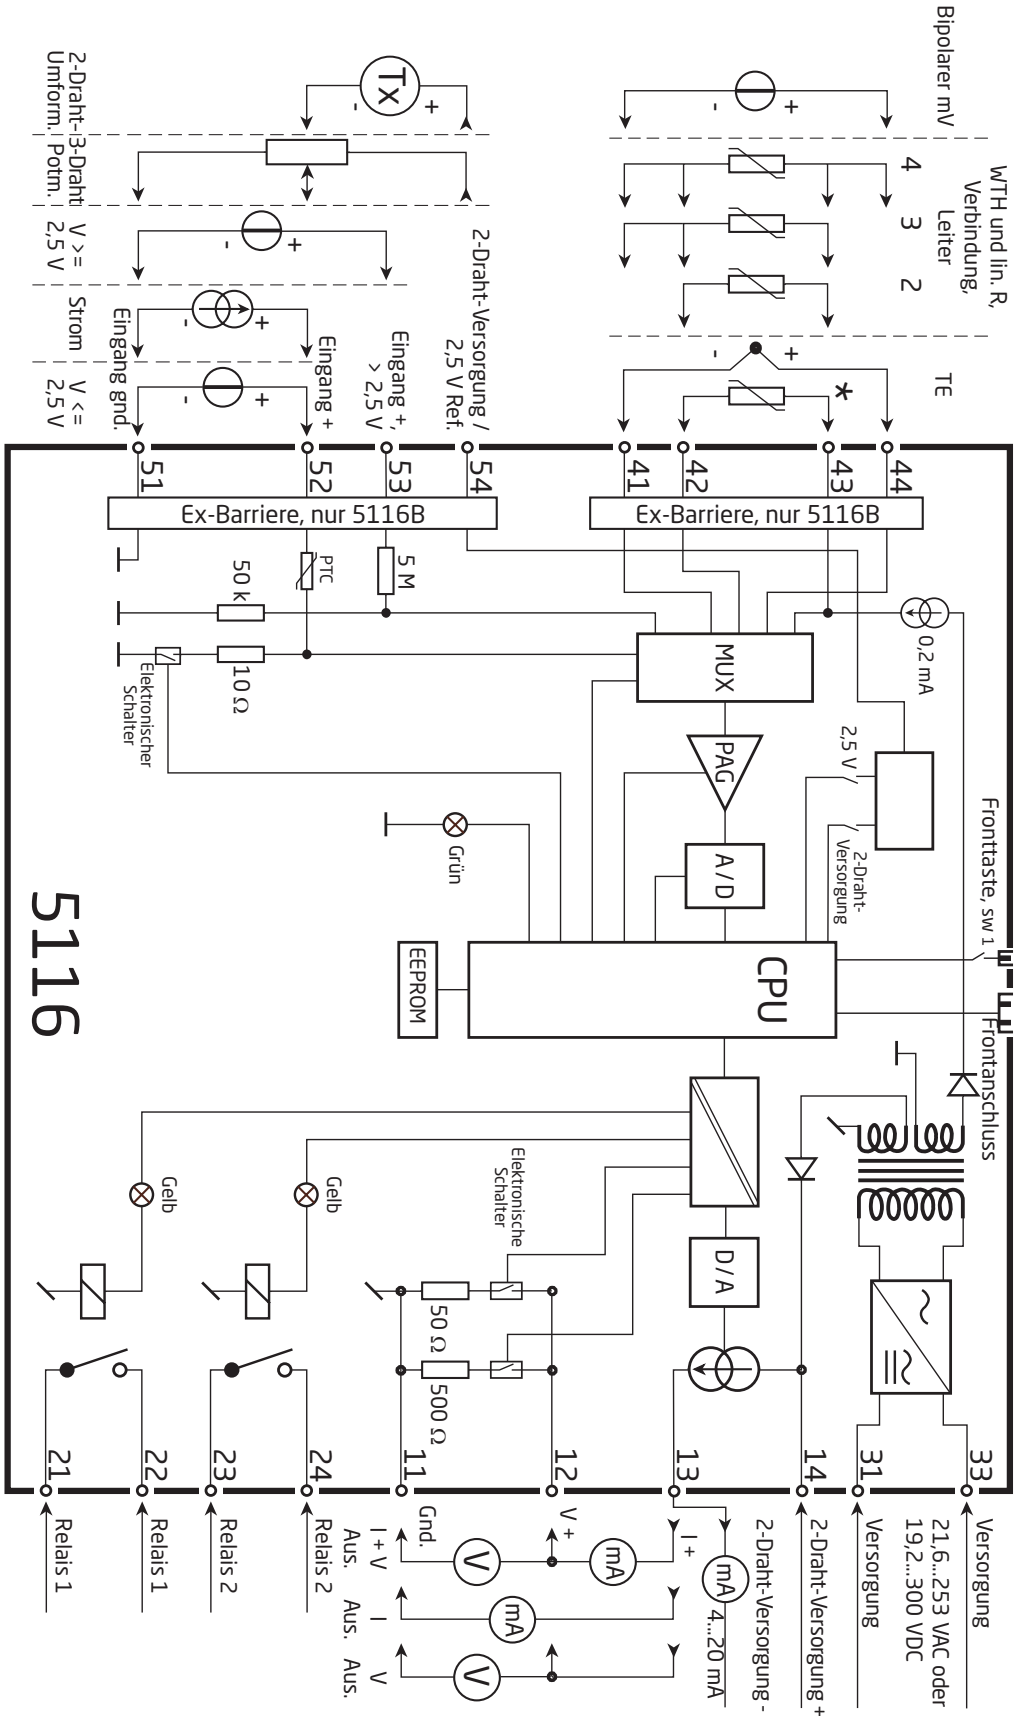 Bipolarer mV
WTH und lin. R,
Verbindung,
Leiter
4
3
2
TE
+
-
+
-
*
44
43
42
41
Ex-Barriere, nur 5116B
2-Draht-
Umform.
3-Draht
Potm.
V >=
2,5 V
Strom
V <=
2,5 V
Tx
+
-
+
-
+
-
+
-
2-Draht-Versorgung /
2,5 V Ref.
Eingang +,
> 2,5 V
Eingang +
Eingang gnd.
54
53
52
51
Ex-Barriere, nur 5116B
5 M
PTC
50 k
10 Ω
Elektronischer
Schalter
0,2 mA
MUX
PAG
2,5 V
2-Draht-
Versorgung
A / D
Grün
Fronttaste, sw 1
Frontanschluss
CPU
EEPROM
D / A
Elektronische
Schalter
50 Ω
500 Ω
Gelb
Gelb
33
31
14
13
12
11
24
23
22
21
Versorgung
21,6...253 VAC oder
19,2...300 VDC
Versorgung
2-Draht-Versorgung +
2-Draht-Versorgung -
mA
4...20 mA
I +
V +
Gnd.
mA
V
mA
V
I + V
Aus.
I
Aus.
V
Aus.
Relais 2
Relais 2
Relais 1
Relais 1
5116